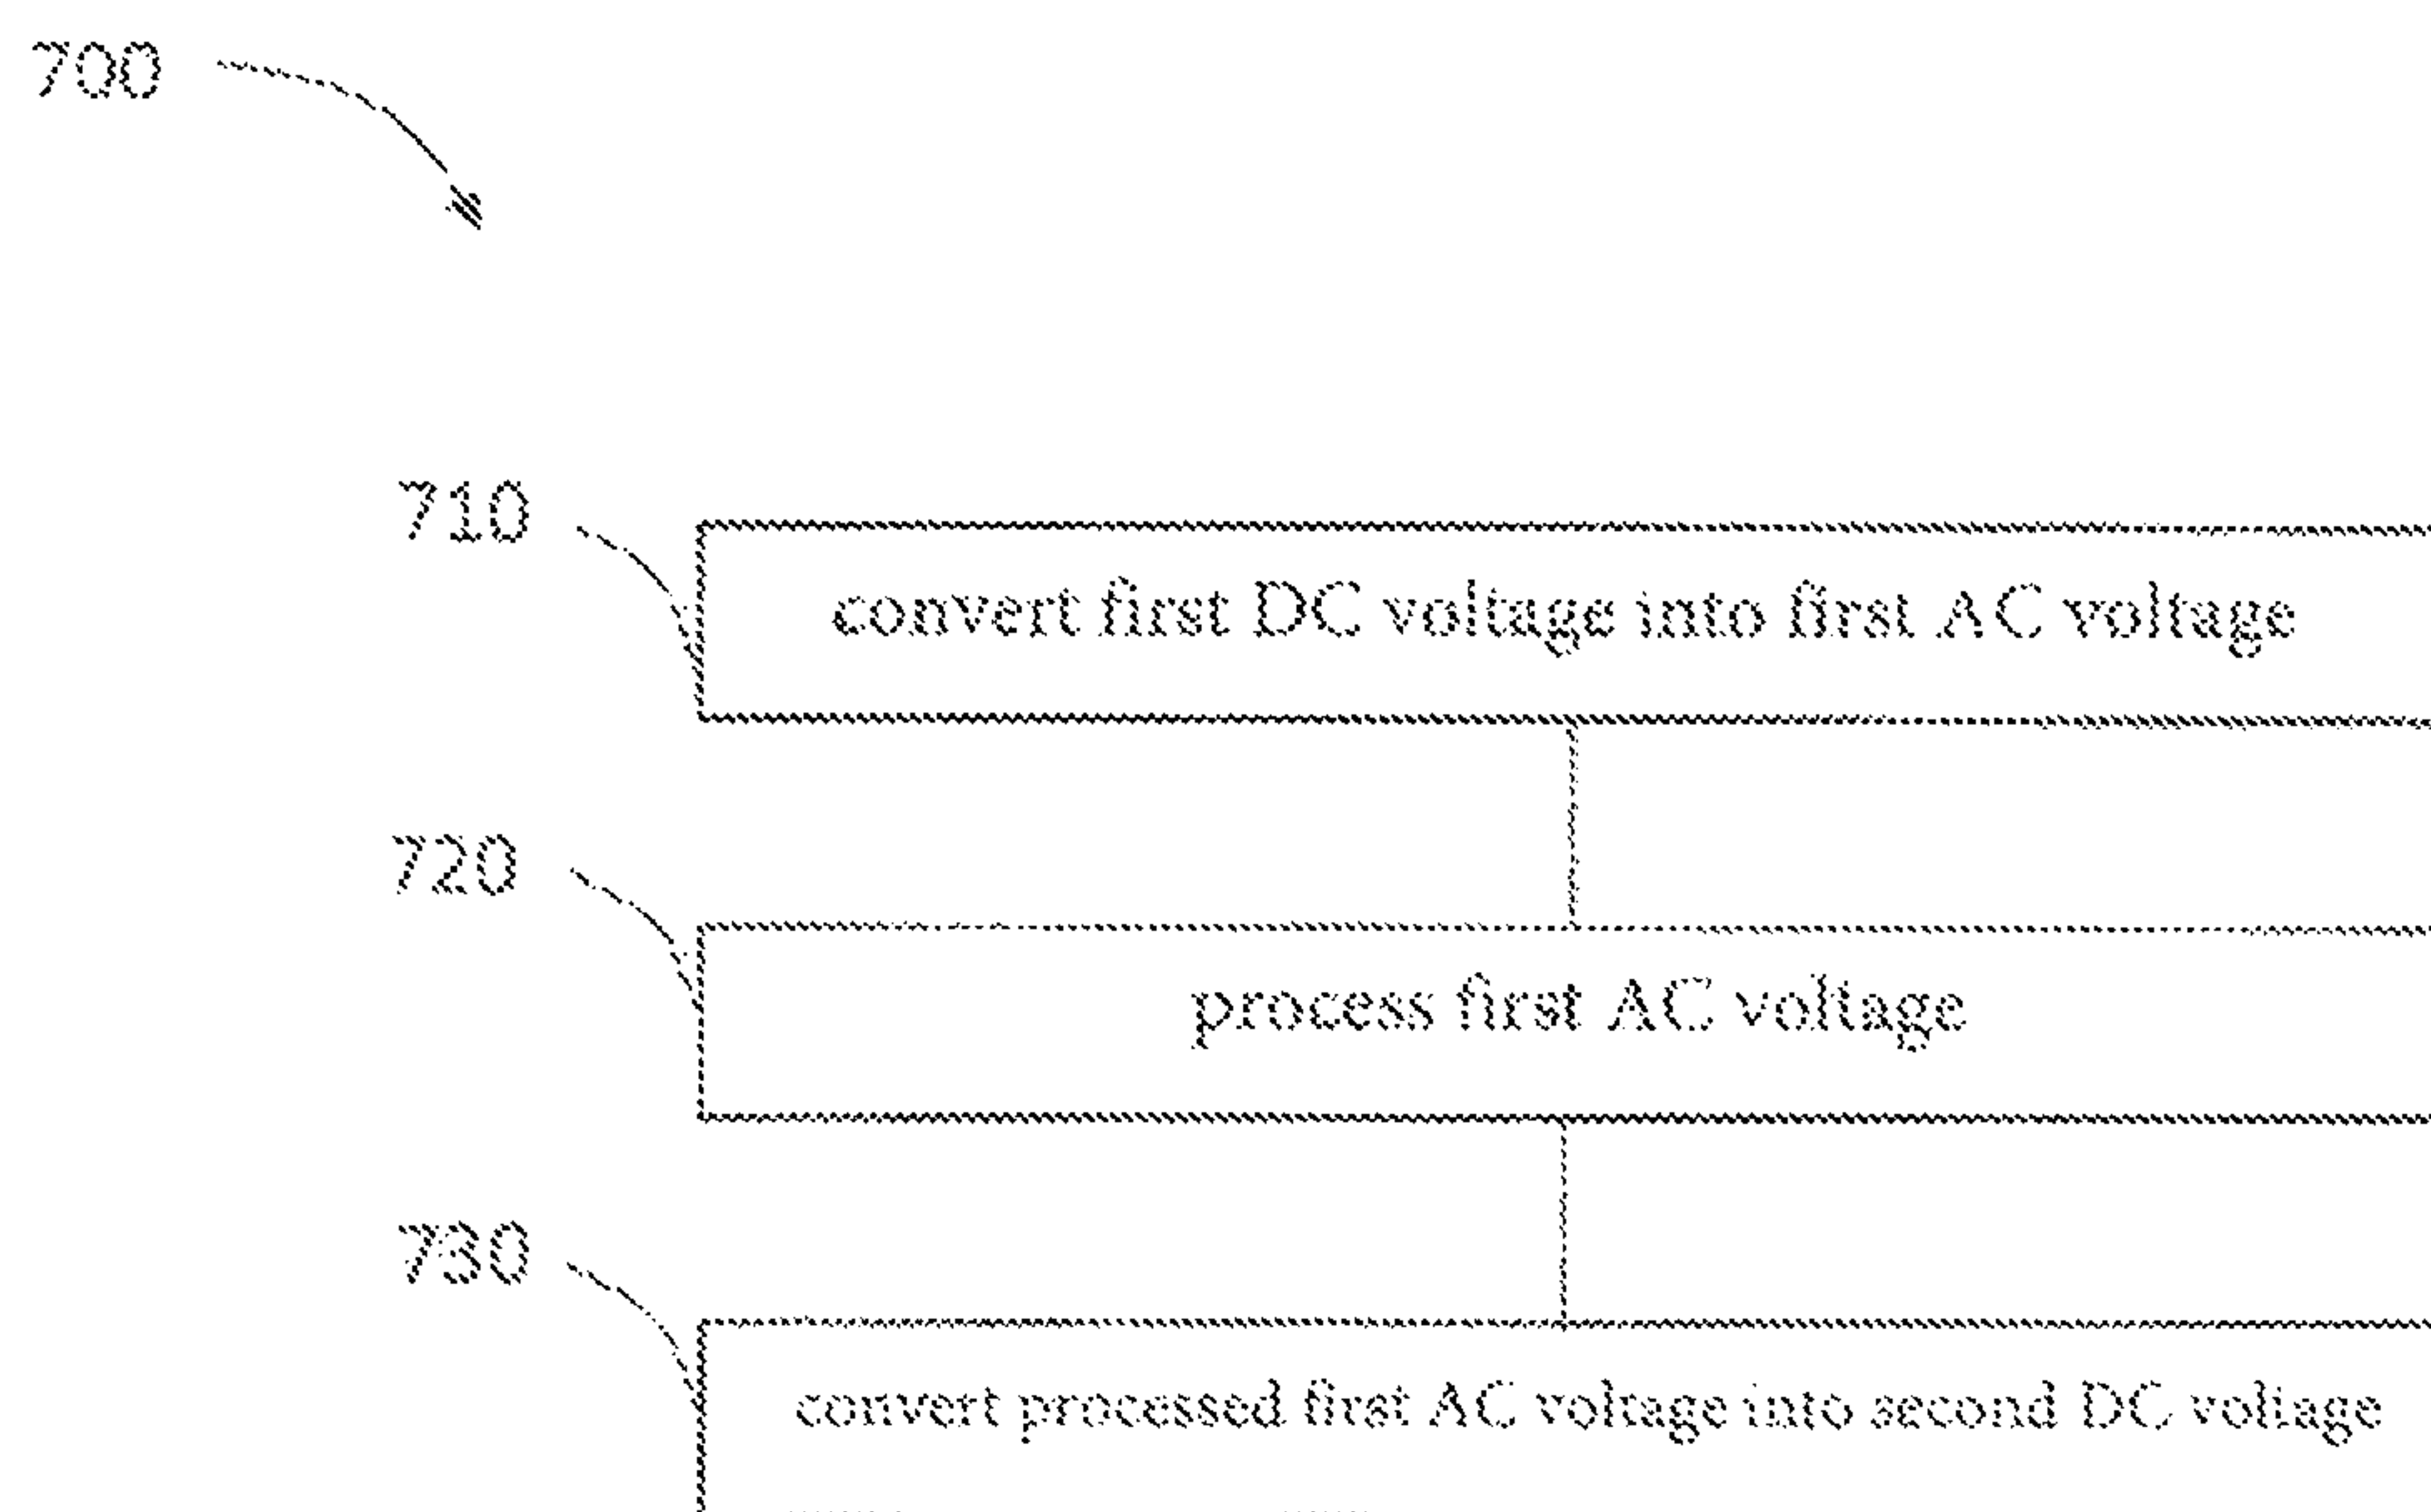 700
710
convert first DC voltage into first AC voltage
720
process first AC voltage
730
convert processed first AC voltage into second DC voltage